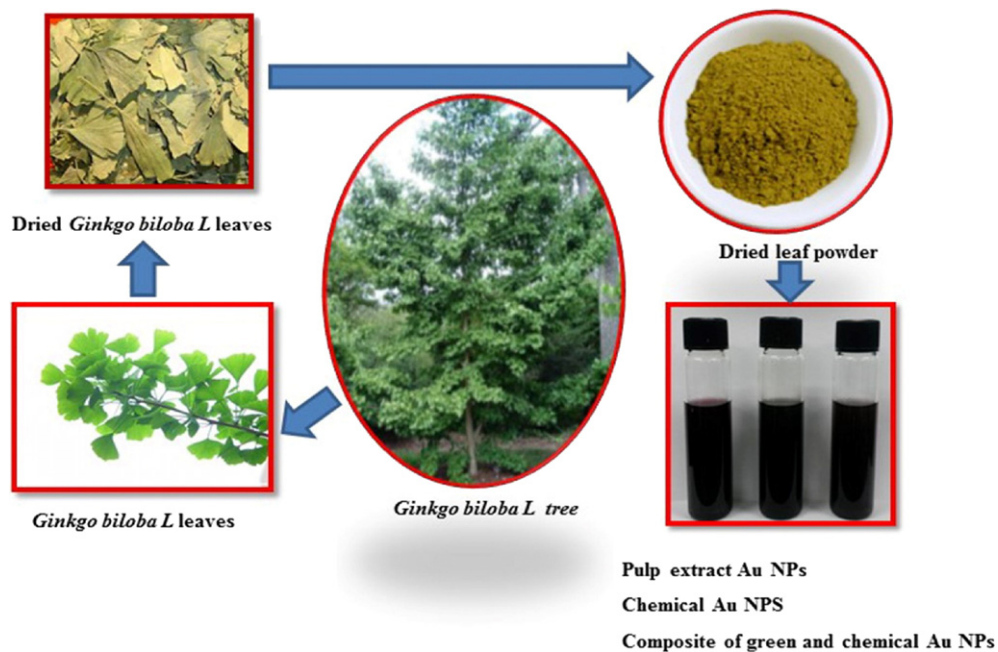 Dried Ginkgo biloba L leaves
Dried leaf powder
Ginkgo biloba L leaves
Ginkgo biloba L tree
Pulp extract Au NPs
Chemical Au NPS
Composite of green and chemical Au NPs